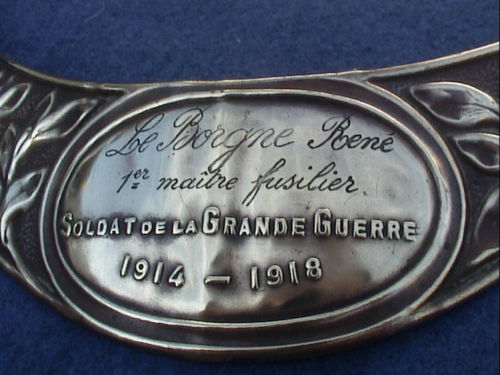 Le Borgne René
1er maître fusilier.
SOLDAT DE LA GRANDE GUERRE
1914 - 1918